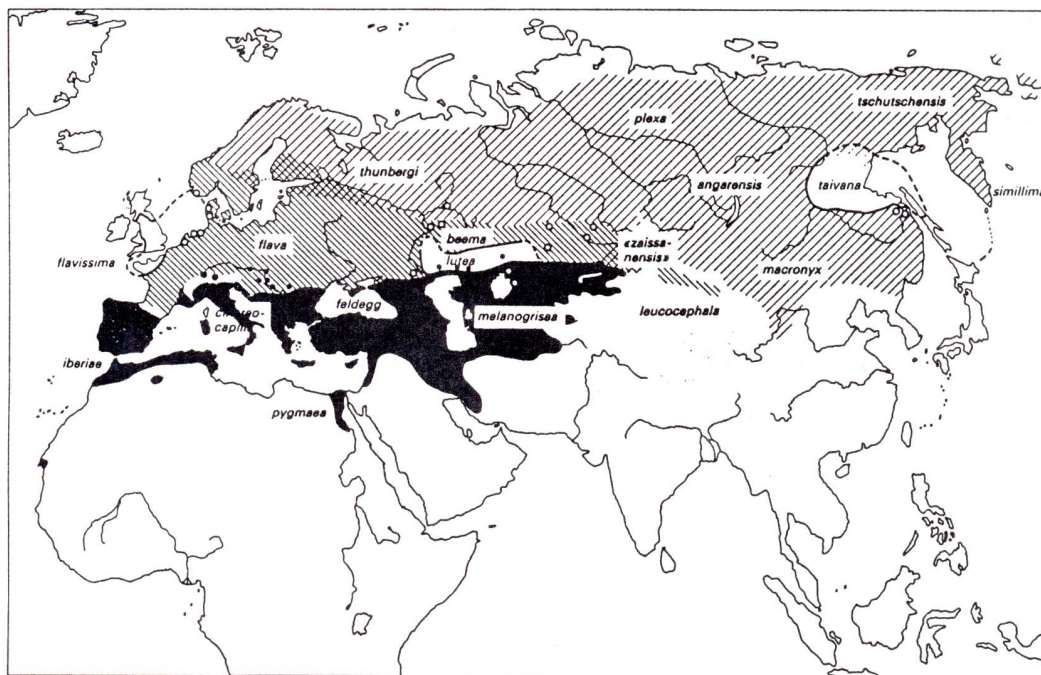 tschutschensis
plexa
thunbergi
angarensis
taivana
simillima
flava
beema
«zaissa-
nensis»
lutea
flavissima
macronyx
feldegg
leucocephala
melanogrisea
iberiae
pygmaea